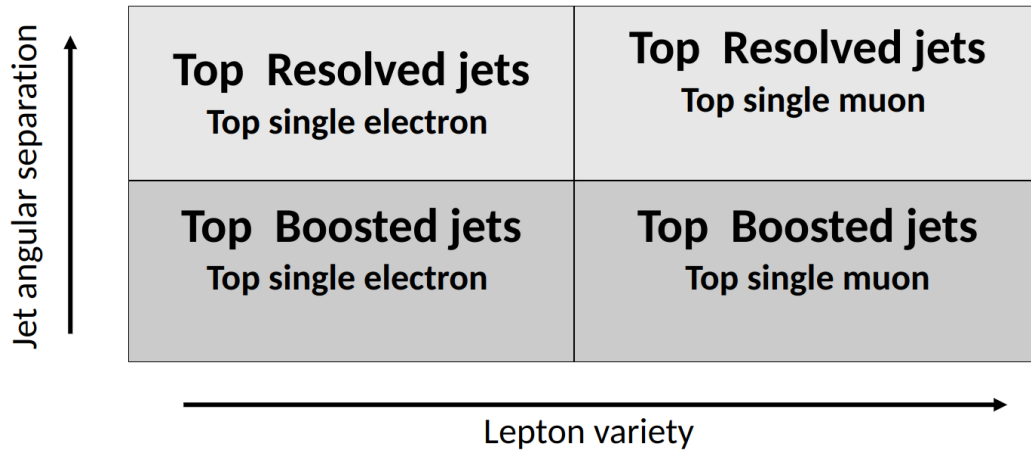 Jet angular separation
Top Resolved jets
Top single electron
Top Resolved jets
Top single muon
Top Boosted jets
Top single electron
Top Boosted jets
Top single muon
Lepton variety